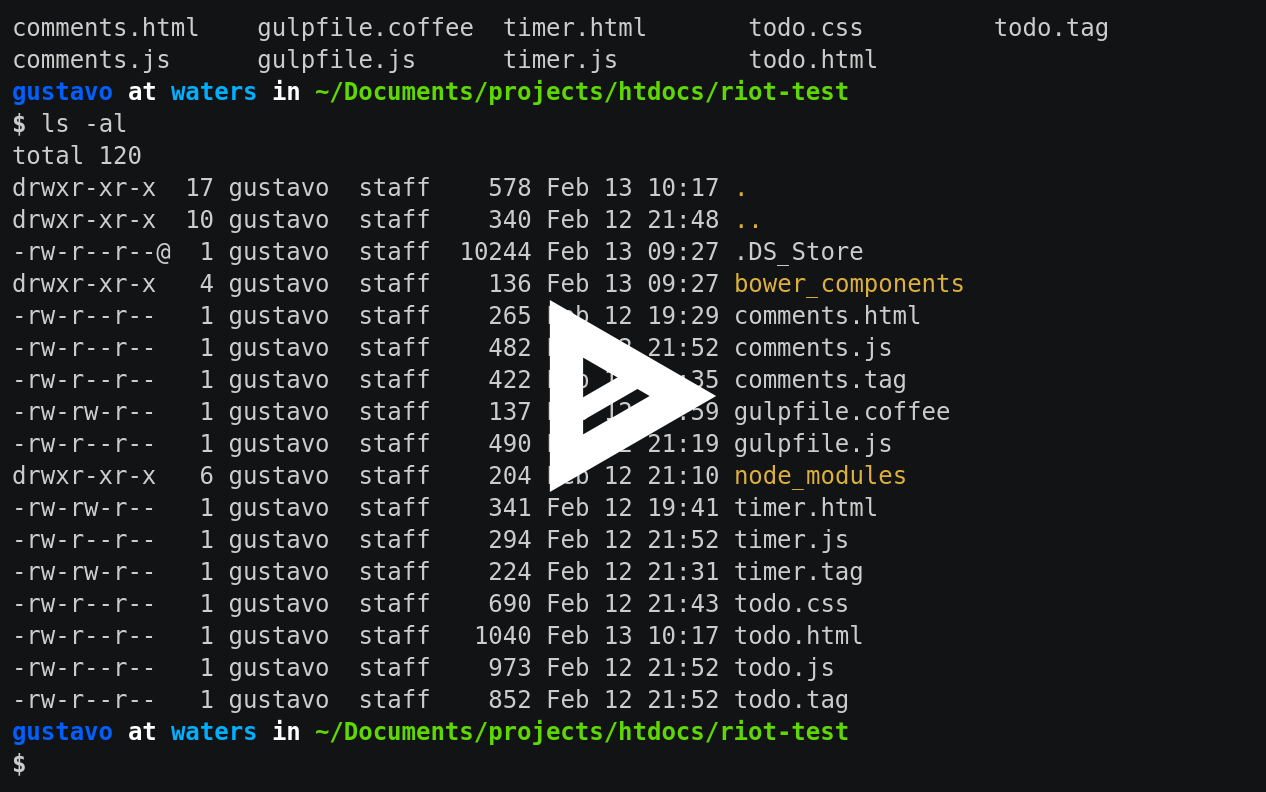 comments.html    gulpfile.coffee  timer.html       todo.css         todo.tag
comments.js      gulpfile.js      timer.js         todo.html
gustavo at waters in ~/Documents/projects/htdocs/riot-test
$ ls -al
total 120
drwxr-xr-x  17 gustavo  staff    578 Feb 13 10:17 .
drwxr-xr-x  10 gustavo  staff    340 Feb 12 21:48 ..
-rw-r--r--@  1 gustavo  staff  10244 Feb 13 09:27 .DS_Store
drwxr-xr-x   4 gustavo  staff    136 Feb 13 09:27 bower_components
-rw-r--r--   1 gustavo  staff    265 Feb 12 19:29 comments.html
-rw-r--r--   1 gustavo  staff    482 21:52 comments.js
-rw-r--r--   1 gustavo  staff    422 comments.tag
-rw-rw-r--   1 gustavo  staff    137 gulpfile.coffee
-rw-r--r--   1 gustavo  staff    490 21:19 gulpfile.js
drwxr-xr-x   6 gustavo  staff    204 Feb 12 21:10 node_modules
-rw-rw-r--   1 gustavo  staff    341 Feb 12 19:41 timer.html
-rw-r--r--   1 gustavo  staff    294 Feb 12 21:52 timer.js
-rw-rw-r--   1 gustavo  staff    224 Feb 12 21:31 timer.tag
-rw-r--r--   1 gustavo  staff    690 Feb 12 21:43 todo.css
-rw-r--r--   1 gustavo  staff   1040 Feb 13 10:17 todo.html
-rw-r--r--   1 gustavo  staff    973 Feb 12 21:52 todo.js
-rw-r--r--   1 gustavo  staff    852 Feb 12 21:52 todo.tag
gustavo at waters in ~/Documents/projects/htdocs/riot-test
$